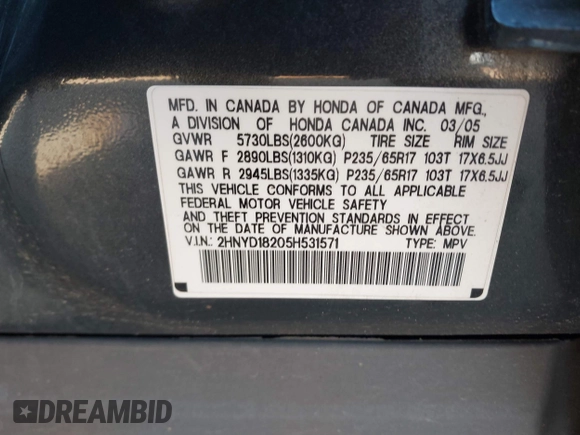 MFD. IN CANADA BY HONDA OF CANADA MFG.,
A DIVISION OF HONDA CANADA INC. 03/05
GVWR 5730LBS(2600KG) TIRE SIZE RIM SIZE
GAWR F 2890LBS(1310KG) P235/65R17 103T 17X6.5JJ
GAWR R 2945LBS(1335KG) P235/65R17 103T 17X6.5JJ
THIS VEHICLE CONFORMS TO ALL APPLICABLE
FEDERAL MOTOR VEHICLE SAFETY
AND THEFT PREVENTION STANDARDS IN EFFECT
ON THE DATE OF MANUFACTURE SHOWN ABOVE.
V.I.N.: 2HNYD18205H531571 TYPE: MPV
DREAMBID